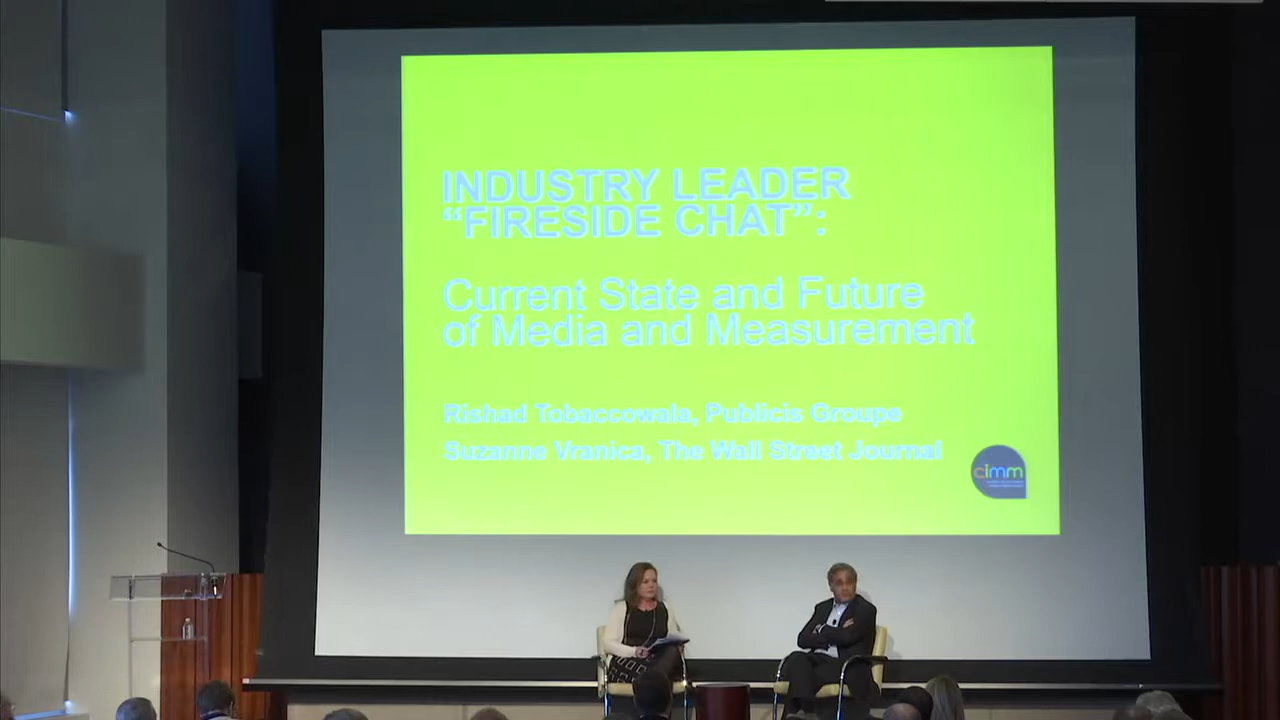 INDUSTRY LEADER
“FIRESIDE CHAT”:
Current State and Future
of Media and Measurement
Rishad Tobaccowala, Publicis Groupe
Suzanne Vranica, The Wall Street Journal
cimm